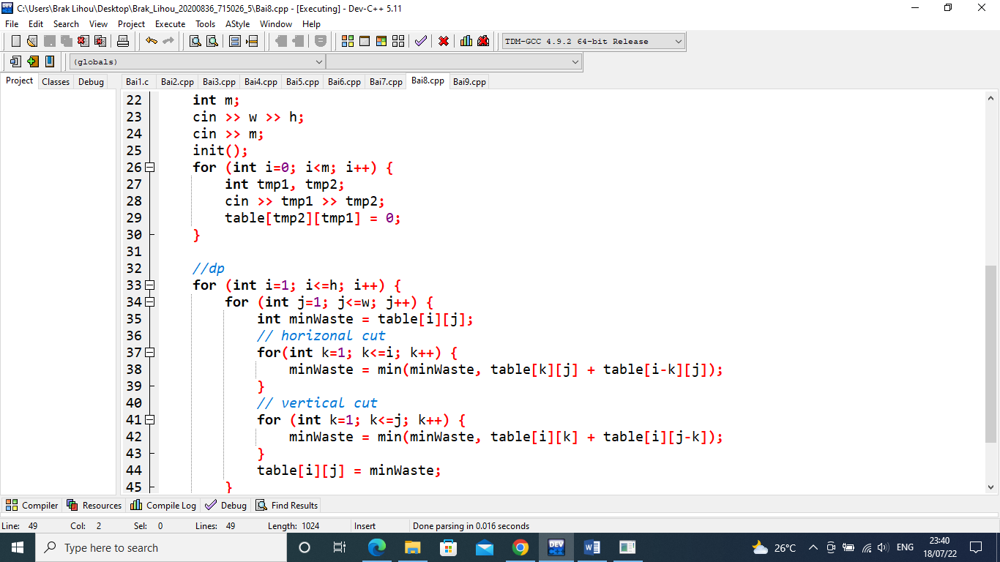 C:\Users\Brak Lihou\Desktop\Brak_Lihou_20200836_715026_5\Bai8.cpp - [Executing] - Dev-C++ 5.11
File Edit Search View Project Execute Tools AStyle Window Help
TDM-GCC 4.9.2 64-bit Release
(globals)
Project Classes Debug Bai1.c Bai2.cpp Bai3.cpp Bai4.cpp Bai5.cpp Bai6.cpp Bai7.cpp Bai8.cpp Bai9.cpp
22 int m;
23 cin >> w >> h;
24 cin >> m;
25 init();
26 for (int i=0; i<m; i++) {
27 int tmp1, tmp2;
28 cin >> tmp1 >> tmp2;
29 table[tmp2][tmp1] = 0;
30 }
31
32 //dp
33 for (int i=1; i<=h; i++) {
34 for (int j=1; j<=w; j++) {
35 int minWaste = table[i][j];
36 // horizonal cut
37 for(int k=1; k<=i; k++) {
38 minWaste = min(minWaste, table[k][j] + table[i-k][j]);
39 }
40 // vertical cut
41 for (int k=1; k<=j; k++) {
42 minWaste = min(minWaste, table[i][k] + table[i][j-k]);
43 }
44 table[i][j] = minWaste;
45 }
Compiler Resources Compile Log Debug Find Results
Line: 49 Col: 2 Sel: 0 Lines: 49 Length: 1024 Insert Done parsing in 0.016 seconds
Type here to search DEV W 26°C ENG 23:40
18/07/22